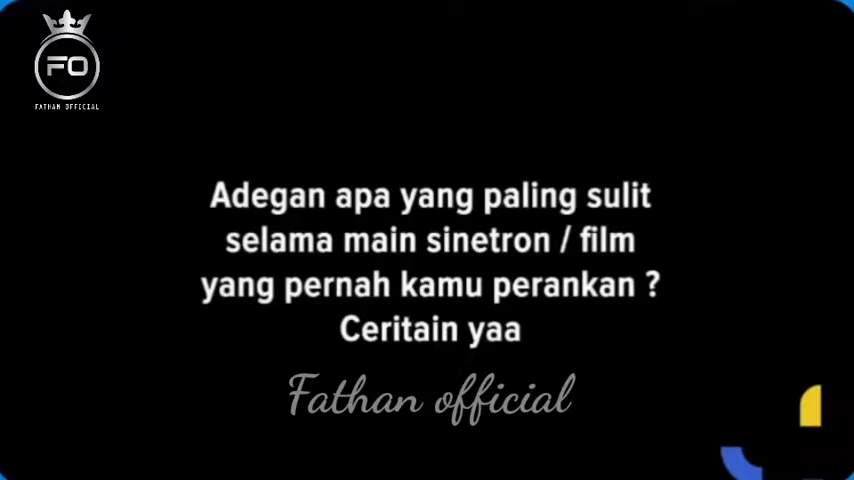 FO
FATHAN OFFICIAL
Adegan apa yang paling sulit
selama main sinetron / film
yang pernah kamu perankan ?
Ceritain yaa
Fathan official